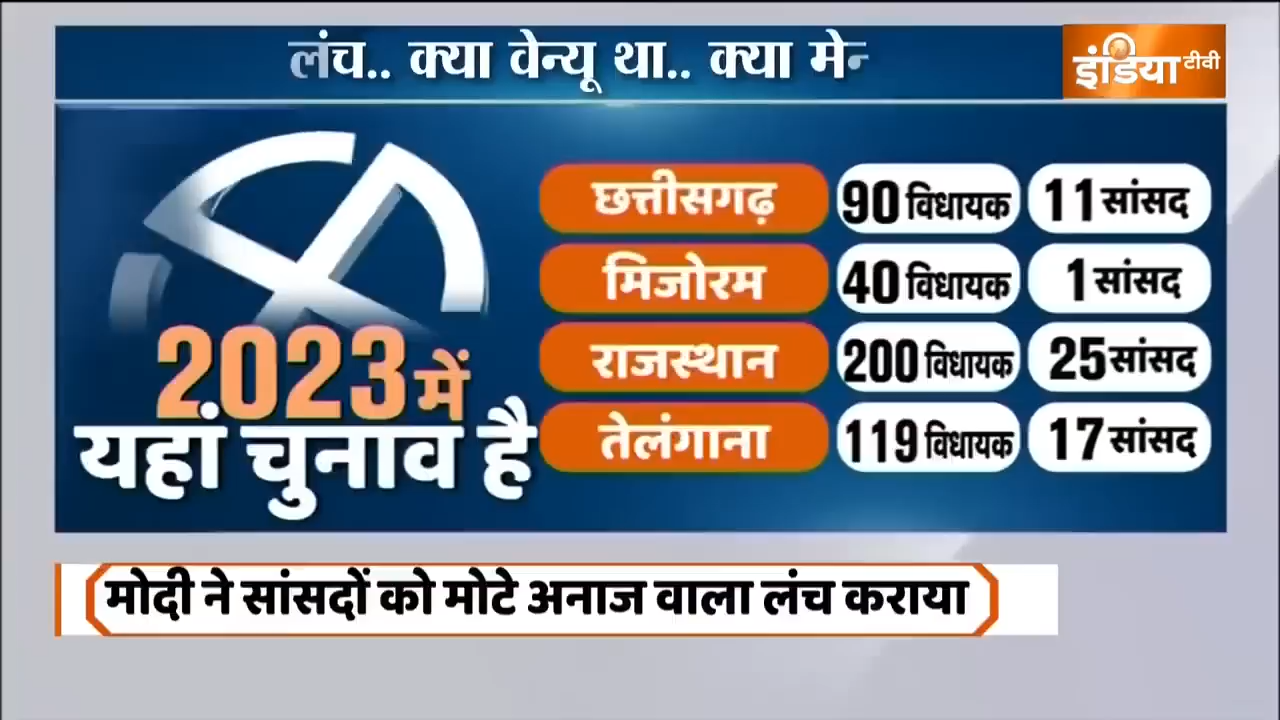 लंच.. क्या वेन्यू था.. क्या
इंडिया टीवी
छत्तीसगढ़ 90 विधायक 11 सांसद
मिजोरम 40 विधायक 1 सांसद
राजस्थान 200 विधायक 25 सांसद
तेलंगाना 119 विधायक 17 सांसद
2023 में
यहां चुनाव है
मोदी ने सांसदों को मोटे अनाज वाला लंच कराया